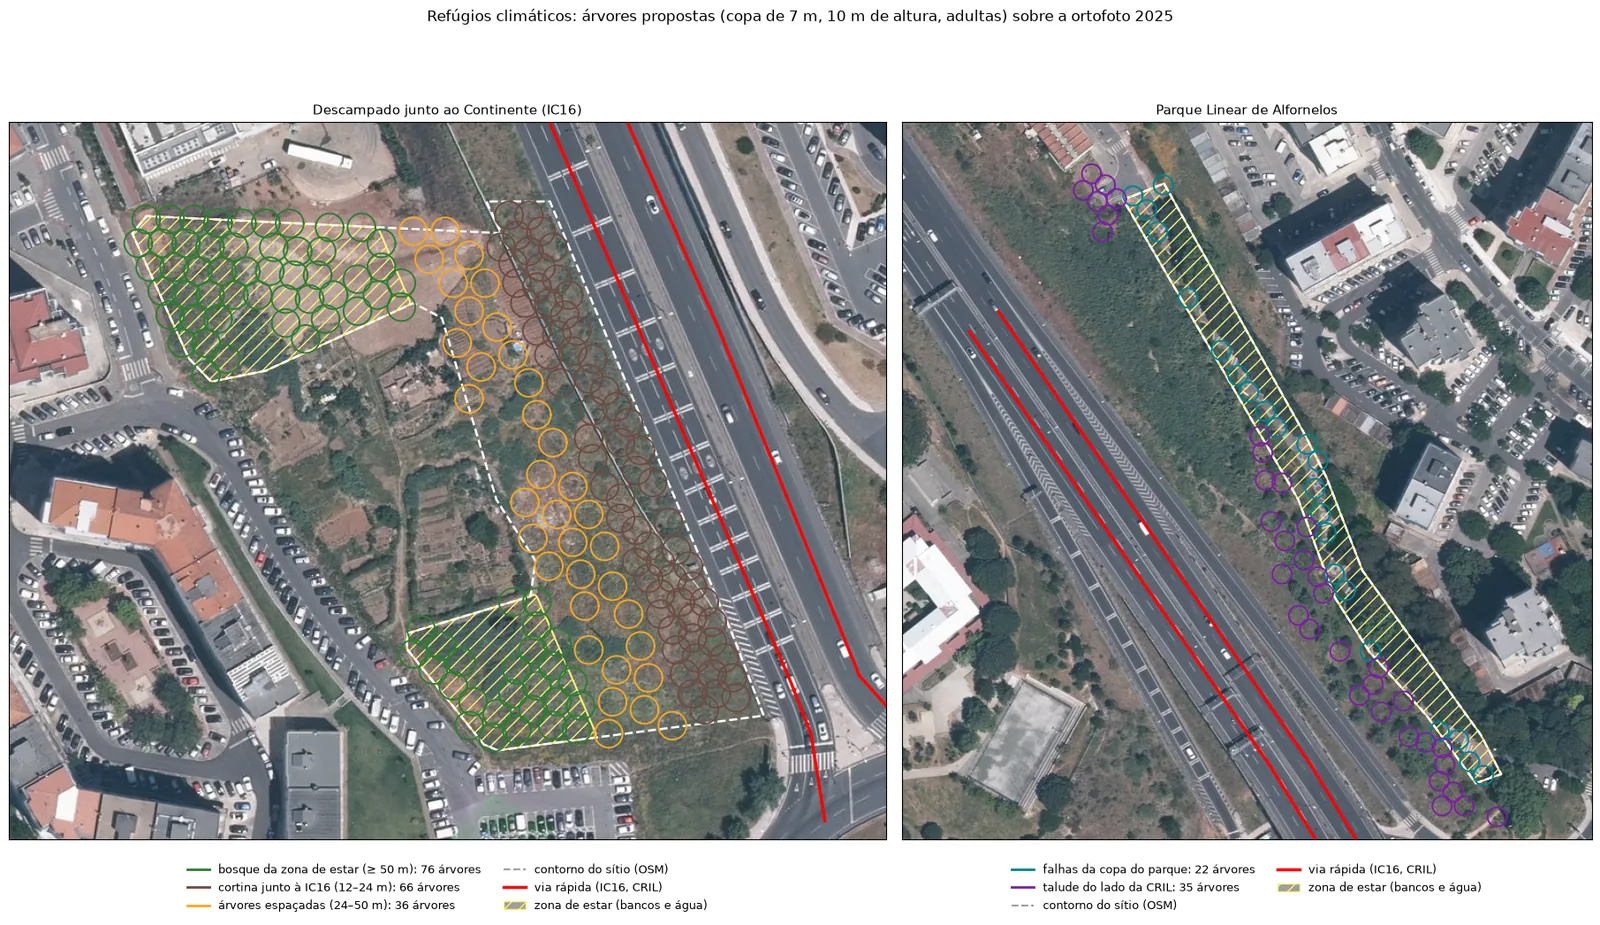 Refúgios climáticos: árvores propostas (copa de 7 m, 10 m de altura, adultas) sobre a ortofoto 2025
Descampado junto ao Continente (IC16)
Parque Linear de Alfornelos
bosque da zona de estar (≥ 50 m): 76 árvores
cortina junto à IC16 (12–24 m): 66 árvores
árvores espaçadas (24–50 m): 36 árvores
contorno do sítio (OSM)
via rápida (IC16, CRIL)
zona de estar (bancos e água)
falhas da copa do parque: 22 árvores
talude do lado da CRIL: 35 árvores
contorno do sítio (OSM)
via rápida (IC16, CRIL)
zona de estar (bancos e água)